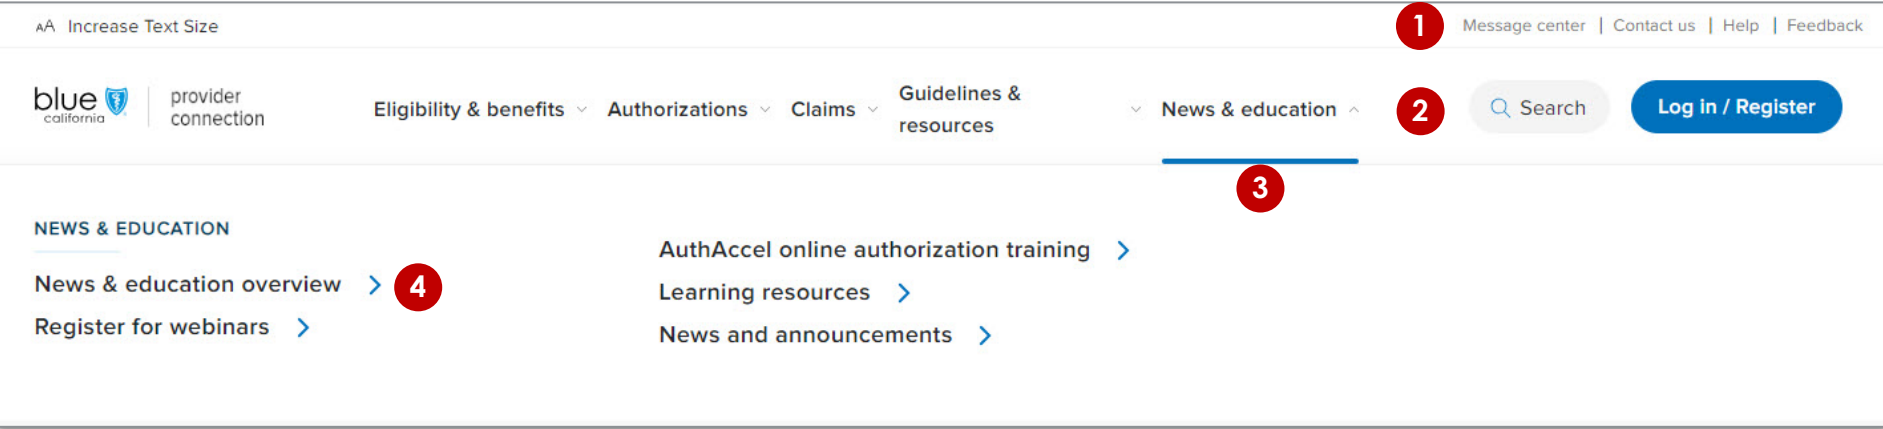 AA Increase Text Size
1 Message center | Contact us | Help | Feedback
blue california provider connection
Eligibility & benefits Authorizations Claims Guidelines & resources News & education 2 Search Log in / Register
3
NEWS & EDUCATION
News & education overview 4
Register for webinars
AuthAccel online authorization training
Learning resources
News and announcements